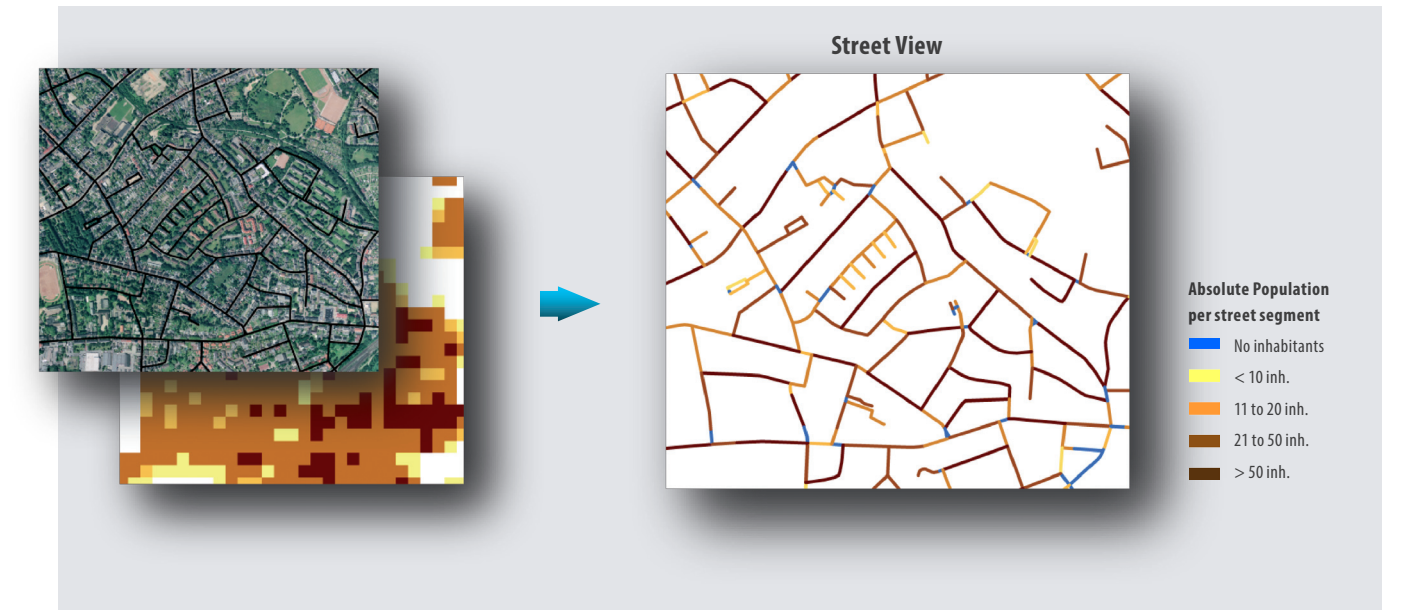 Street View
Absolute Population
per street segment
No inhabitants
< 10 inh.
11 to 20 inh.
21 to 50 inh.
> 50 inh.